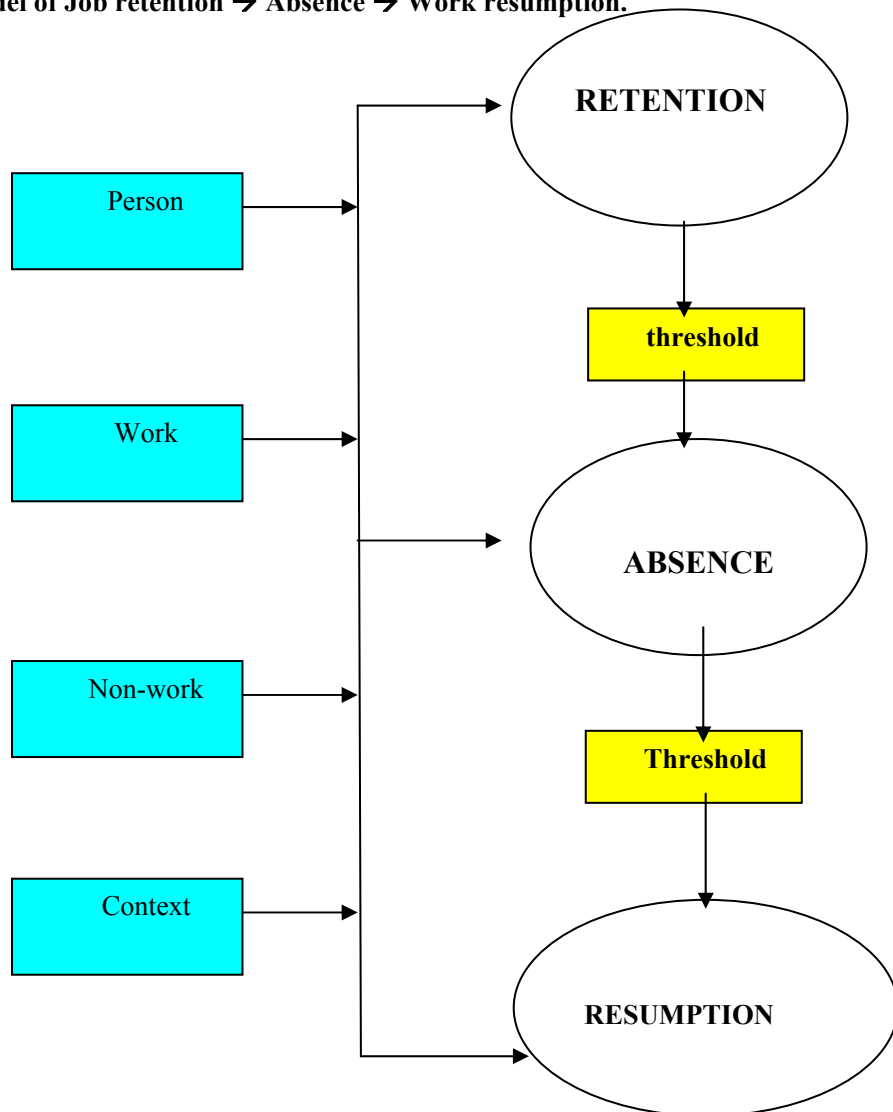 del of Job retention → Absence → Work resumption.
RETENTION
Person
threshold
Work
ABSENCE
Non-work
Threshold
Context
RESUMPTION